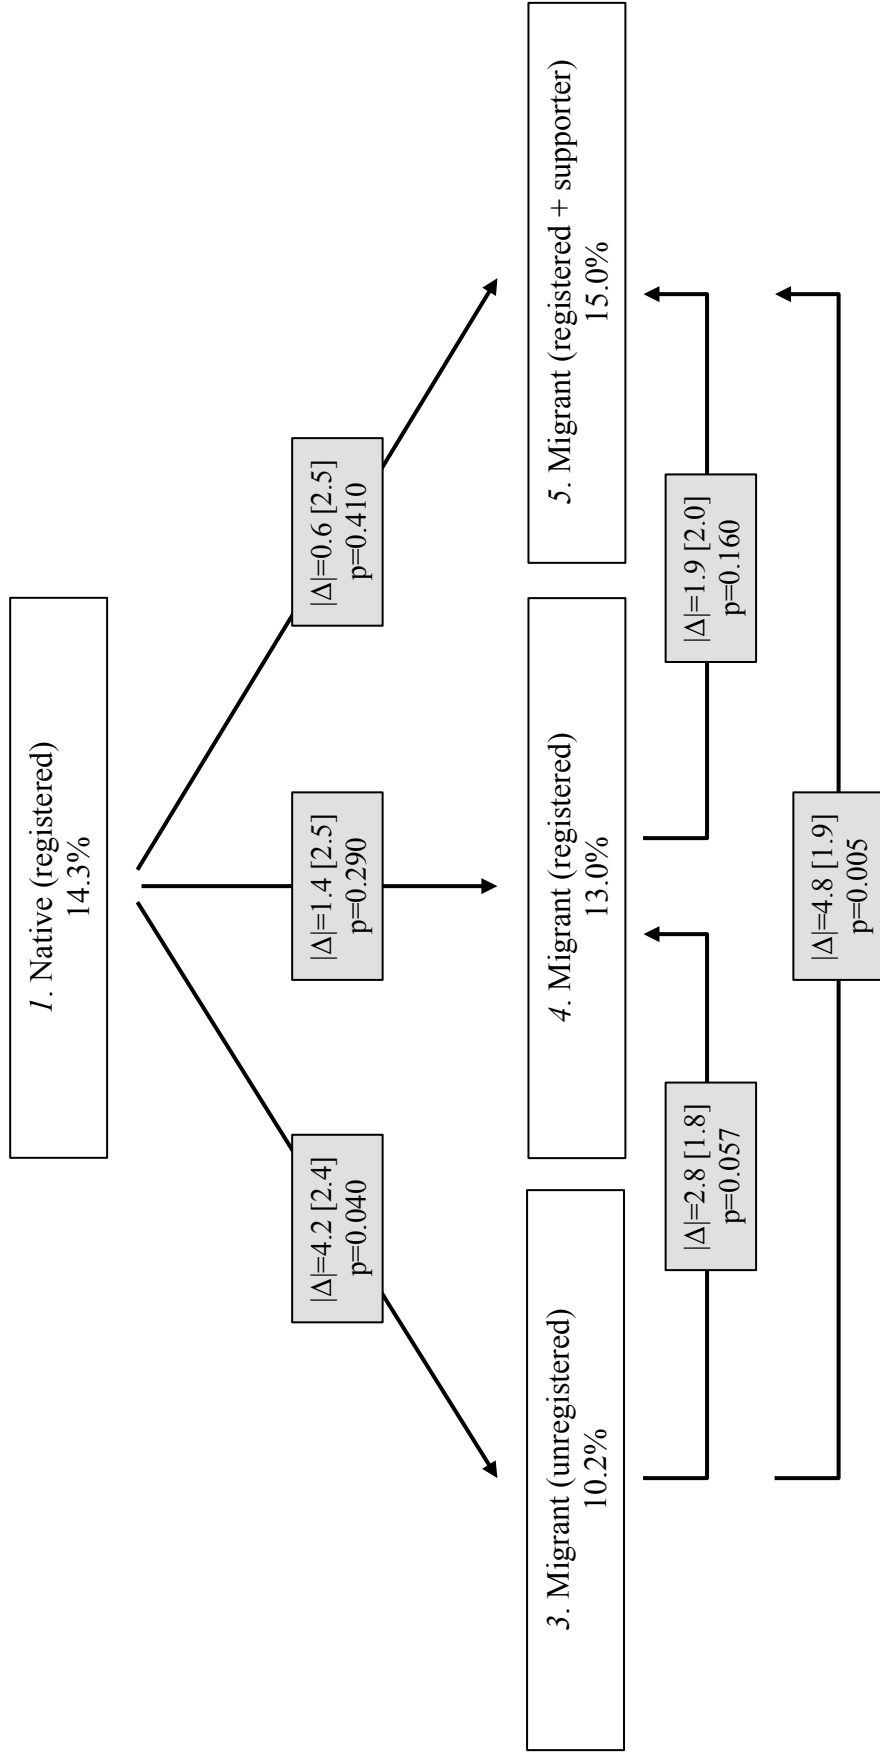 1. Native (registered)
14.3%
|Δ|=4.2 [2.4]
p=0.040
|Δ|=1.4 [2.5]
p=0.290
|Δ|=0.6 [2.5]
p=0.410
3. Migrant (unregistered)
10.2%
4. Migrant (registered)
13.0%
5. Migrant (registered + supporter)
15.0%
|Δ|=2.8 [1.8]
p=0.057
|Δ|=1.9 [2.0]
p=0.160
|Δ|=4.8 [1.9]
p=0.005